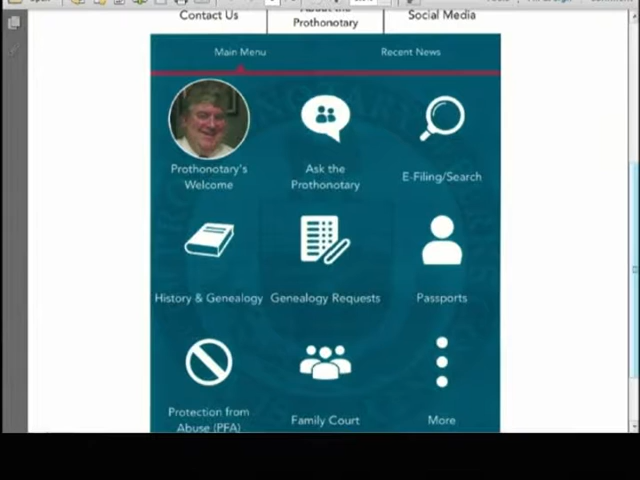 Contact Us
About the
Prothonotary
Social Media
Main Menu
Recent News
Prothonotary's
Welcome
Ask the
Prothonotary
E-Filing/Search
History & Genealogy
Genealogy Requests
Passports
Protection from
Abuse (PFA)
Family Court
More